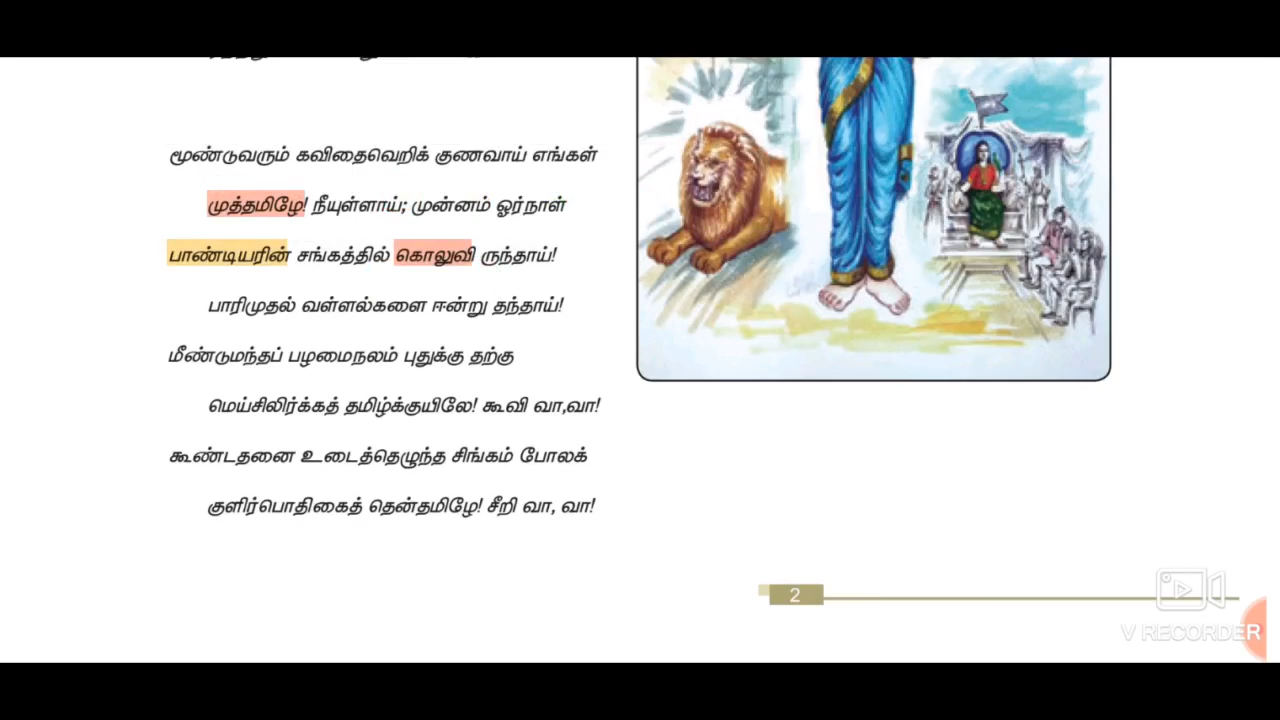 மூண்டுவரும் கவிதைவெறிக் குணவாய் எங்கள்
முத்தமிழே! நீயுள்ளாய்; முன்னம் ஓர்நாள்
பாண்டியரின் சங்கத்தில் கொலுவி ருந்தாய்!
பாரிமுதல் வள்ளல்களை ஈன்று தந்தாய்!
மீண்டுமந்தப் பழமைநலம் புதுக்கு தற்கு
மெய்சிலிர்க்கத் தமிழ்க்குயிலே! கூவி வா,வா!
கூண்டதனை உடைத்தெழுந்த சிங்கம் போலக்
குளிர்பொதிகைத் தென்தமிழே! சீறி வா, வா!
2
V RECORDER